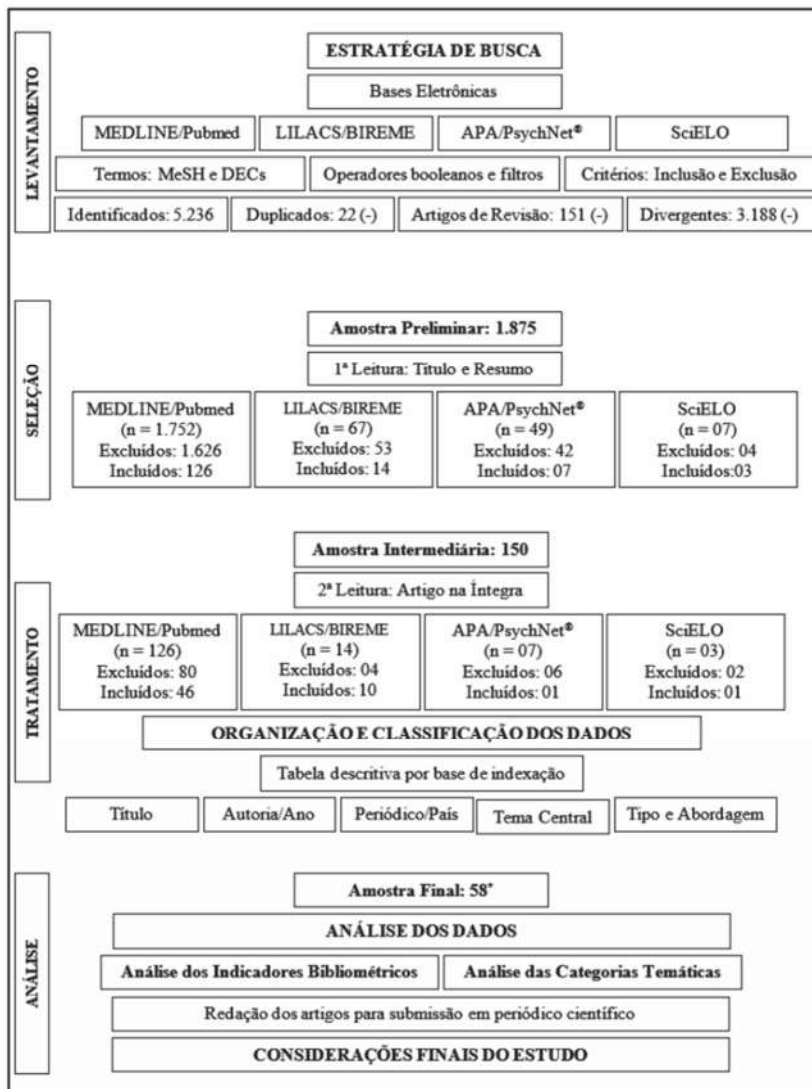 LEVANTAMENTO
ESTRATÉGIA DE BUSCA
Bases Eletrônicas
MEDLINE/Pubmed LILACS/BIREME APA/PsychNet® SciELO
Termos: MeSH e DECs Operadores booleanos e filtros Critérios: Inclusão e Exclusão
Identificados: 5.236 Duplicados: 22 (-) Artigos de Revisão: 151 (-) Divergentes: 3.188 (-)
SELEÇÃO
Amostra Preliminar: 1.875
1ª Leitura: Título e Resumo
MEDLINE/Pubmed LILACS/BIREME APA/PsychNet® SciELO
(n = 1.752) (n = 67) (n = 49) (n = 07)
Excluídos: 1.626 Excluídos: 53 Excluídos: 42 Excluídos: 04
Incluídos: 126 Incluídos: 14 Incluídos: 07 Incluídos:03
TRATAMENTO
Amostra Intermediária: 150
2ª Leitura: Artigo na Íntegra
MEDLINE/Pubmed LILACS/BIREME APA/PsychNet® SciELO
(n = 126) (n = 14) (n = 07) (n = 03)
Excluídos: 80 Excluídos: 04 Excluídos: 06 Excluídos: 02
Incluídos: 46 Incluídos: 10 Incluídos: 01 Incluídos: 01
ORGANIZAÇÃO E CLASSIFICAÇÃO DOS DADOS
Tabela descritiva por base de indexação
Título Autoria/Ano Periódico/País Tema Central Tipo e Abordagem
ANÁLISE
Amostra Final: 58*
ANÁLISE DOS DADOS
Análise dos Indicadores Bibliométricos Análise das Categorias Temáticas
Redação dos artigos para submissão em periódico científico
CONSIDERAÇÕES FINAIS DO ESTUDO